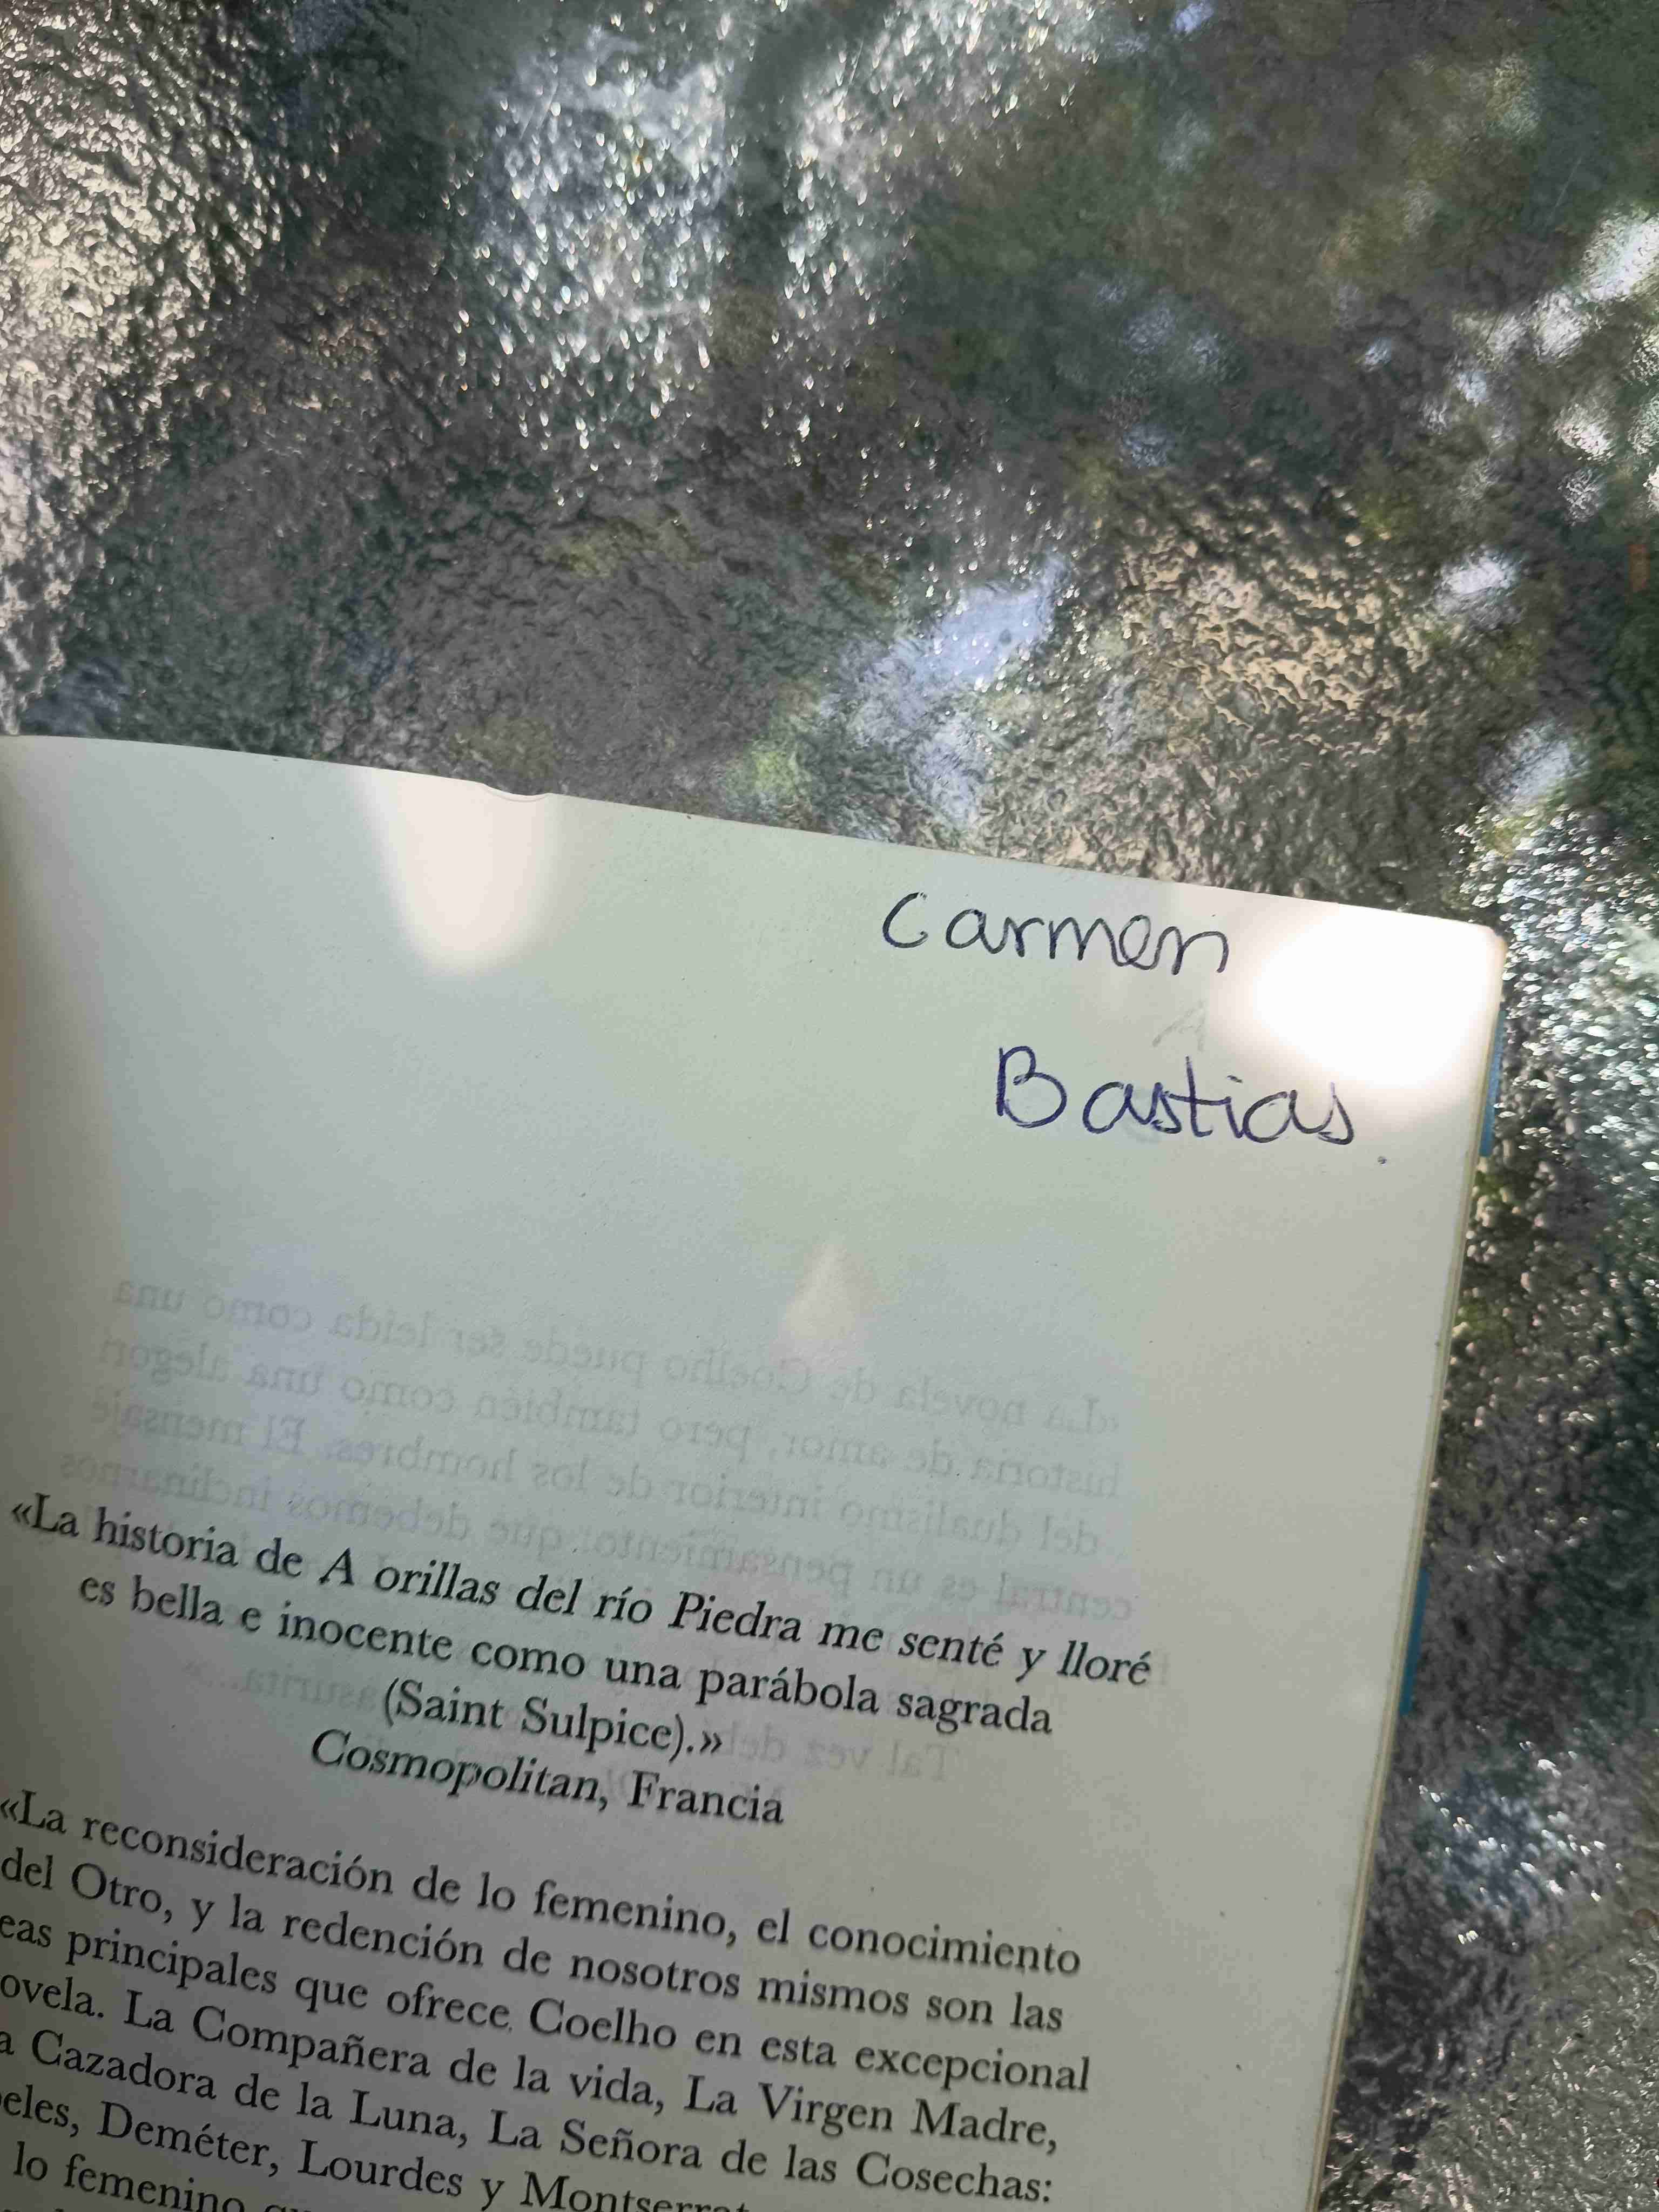 Carmen
Bastias.
«La historia de A orillas del río Piedra me senté y lloré
es bella e inocente como una parábola sagrada
(Saint Sulpice).»
Cosmopolitan, Francia
«La reconsideración de lo femenino, el conocimiento
del Otro, y la redención de nosotros mismos son las
principales que ofrece Coelho en esta excepcional
La Compañera de la vida, La Virgen Madre,
Cazadora de la Luna, La Señora de las Cosechas:
Deméter, Lourdes y
lo femenino